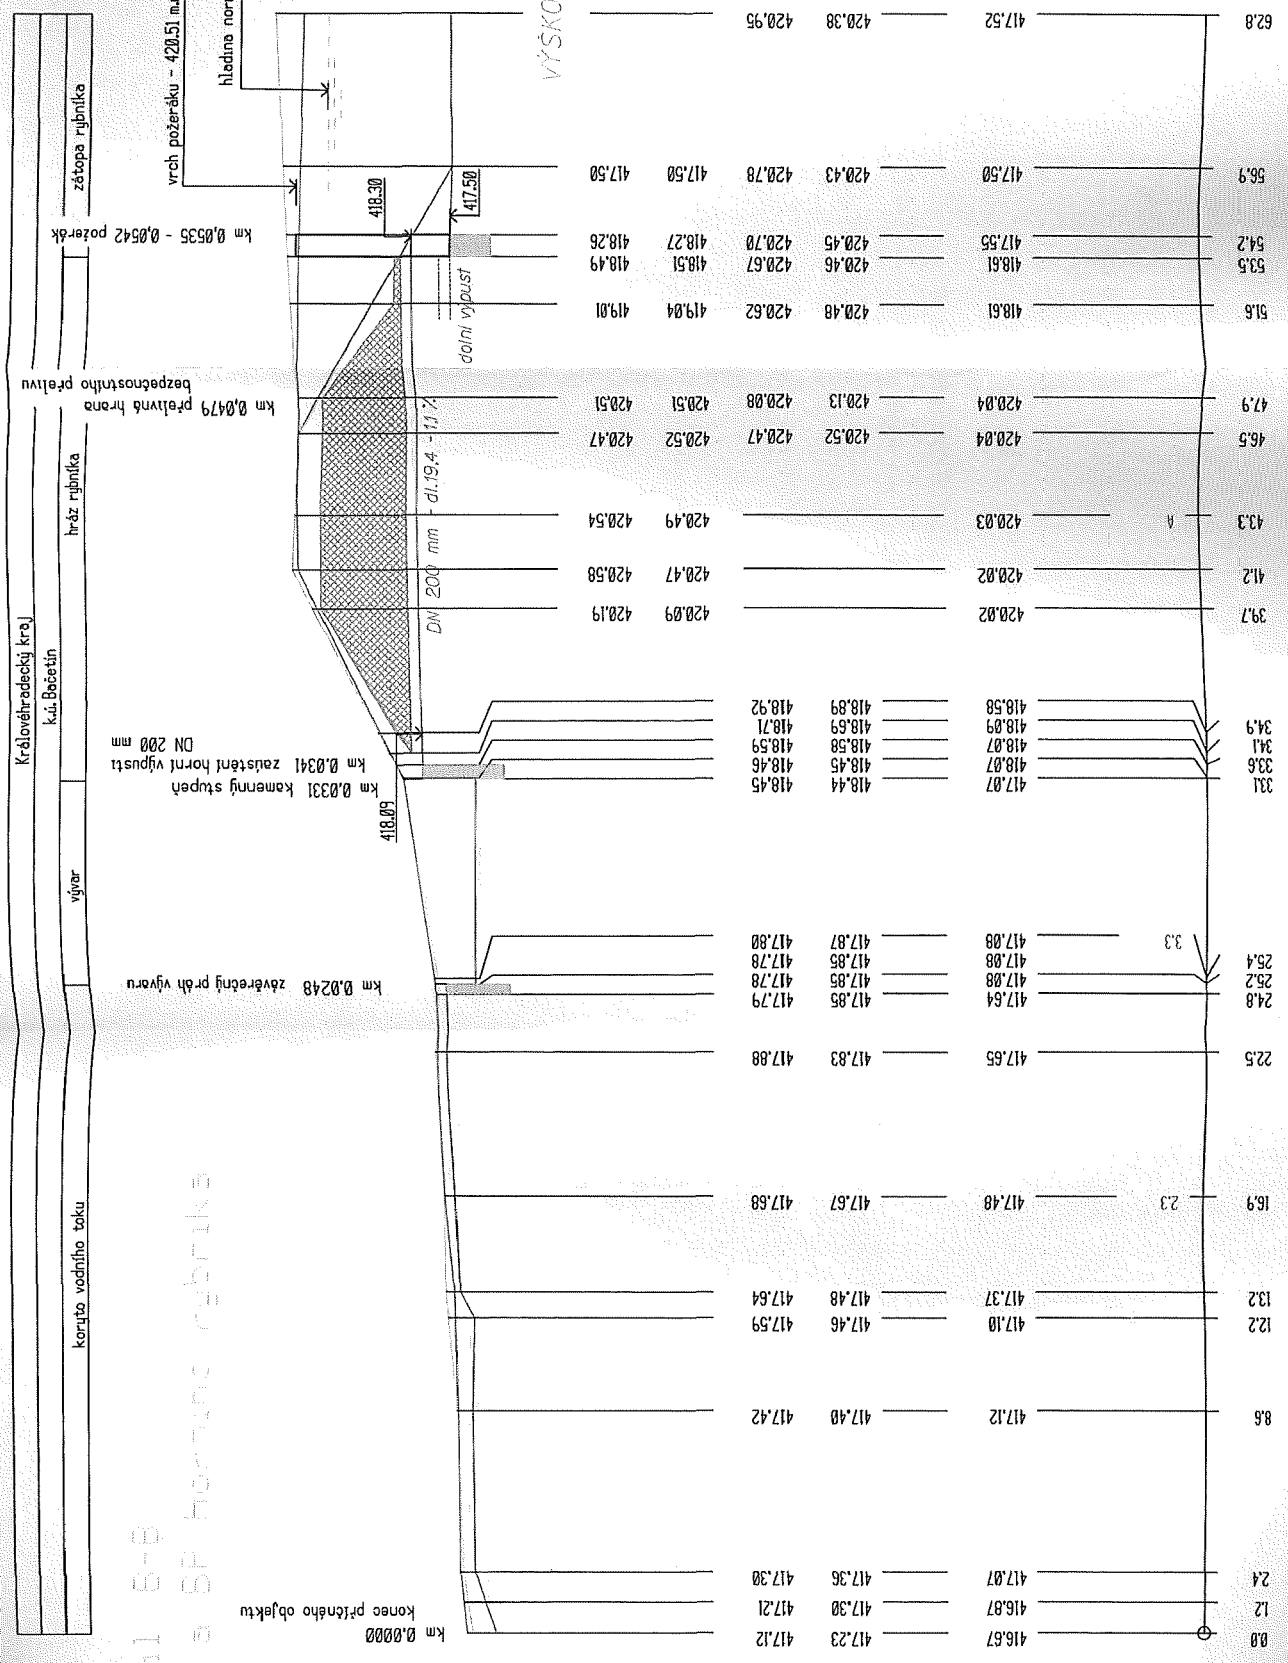 Královéhradecký kraj
k.ú. Bačetín
koryto vodního toku
vývar
hráz rybníka
zátopa rybníka
km 0.0000
konec příčného objektu
km 0.0248 závěrečný práh vývaru
km 0.0331 kamenný stupeň
km 0.0341 zaústění horní výpusti
DN 200 mm
km 0,0479 přelivná hrana
bezpečnostního přelivu
km 0,0535 - 0,0542 požerák
vrch požeráku - 420.51 m.
hladina nor
418.09
418.30
417.50
DN 200 mm - dl.19.4 - 1.1 %
dolní výpust
VÝŠKO
417.12 417.23 416.67 0.0
417.21 417.30 416.87 1.2
417.30 417.36 417.07 2.4
417.42 417.40 417.12 8.6
417.59 417.46 417.10 12.2
417.64 417.48 417.37 13.2
417.68 417.67 417.48 2.3 16.9
417.88 417.83 417.65 22.5
417.79 417.85 417.64 24.8
417.78 417.85 417.08 25.2
417.78 417.85 417.08 25.4
417.80 417.87 417.08 3.3
418.45 418.44 417.07 33.1
418.46 418.45 418.07 33.6
418.59 418.58 418.07 34.1
418.71 418.69 418.09 34.9
418.92 418.89 418.58
420.19 420.09 420.02 39.7
420.58 420.47 420.02 41.2
420.54 420.49 420.03 A 43.3
420.47 420.52 420.47 420.52 420.04 46.5
420.51 420.51 420.08 420.13 420.04 47.9
419.01 419.04 420.62 420.48 418.61 51.6
418.49 418.51 420.67 420.46 418.61 53.5
418.26 418.27 420.70 420.45 417.55 54.2
417.50 417.50 420.78 420.43 417.50 56.9
420.95 420.38 417.52 62.8